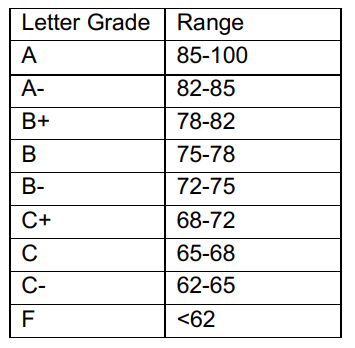 Letter Grade Range
A 85-100
A- 82-85
B+ 78-82
B 75-78
B- 72-75
C+ 68-72
C 65-68
C- 62-65
F <62